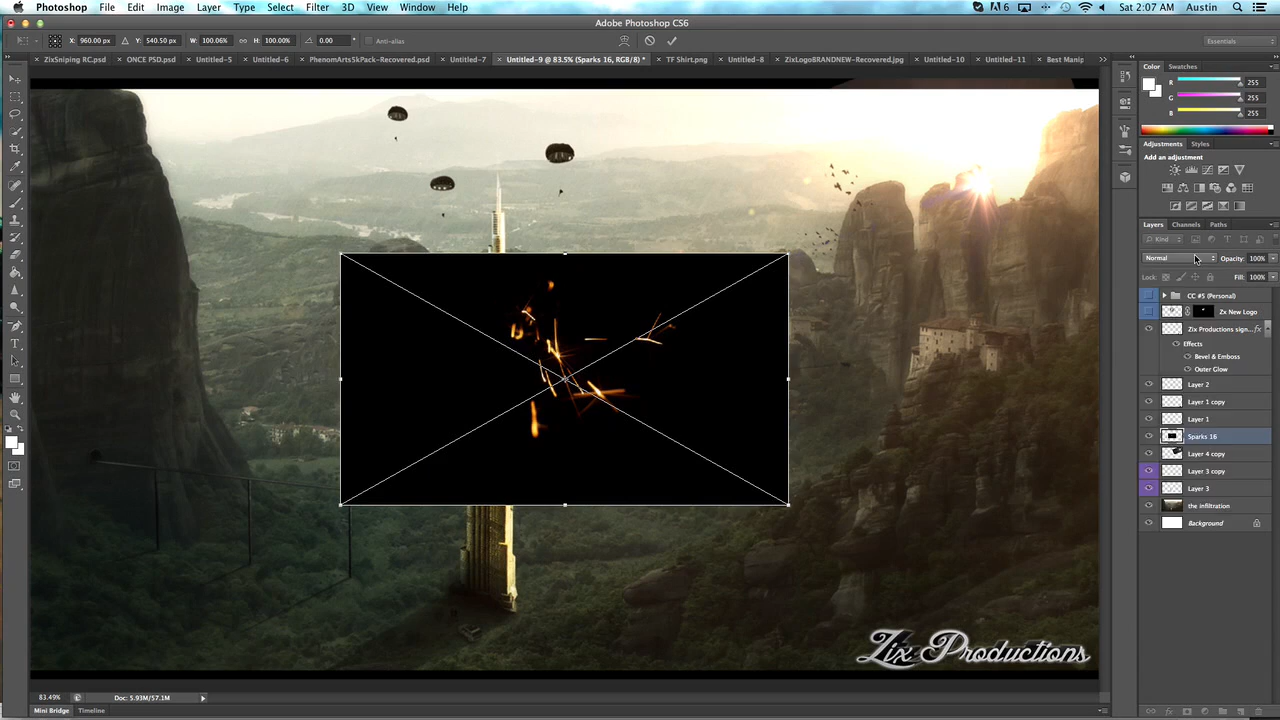 Photoshop File Edit Image Layer Type Select Filter 3D View Window Help 6 Sat 2:07 AM Austin
Adobe Photoshop CS6
X: 960.00 px Y: 540.50 px W: 100.06% H: 100.00% 0.00 Anti-alias Essentials
× ZixSniping RC.psd × ONCE PSD.psd × Untitled-5 × Untitled-6 × PhenomArtsSkPack-Recovered.psd × Untitled-7 × Untitled-9 @ 83.5% (Sparks 16, RGB/8) * × TF Shirt.png × Untitled-8 × ZixLogoBRANDNEW-Recovered.jpg × Untitled-10 × Untitled-11 × Best Manip
Color Swatches
R 255
G 255
B 255
Adjustments Styles
Add an adjustment
Layers Channels Paths
Kind
Normal Opacity: 100%
Lock: Fill: 100%
CC #5 (Personal)
Zx New Logo
Zix Productions sign... fx
Effects
Bevel & Emboss
Outer Glow
Layer 2
Layer 1 copy
Layer 1
Sparks 16
Layer 4 copy
Layer 3 copy
Layer 3
the infiltration
Background
Zix Productions
83.49% Doc: 5.93M/57.1M
Mini Bridge Timeline